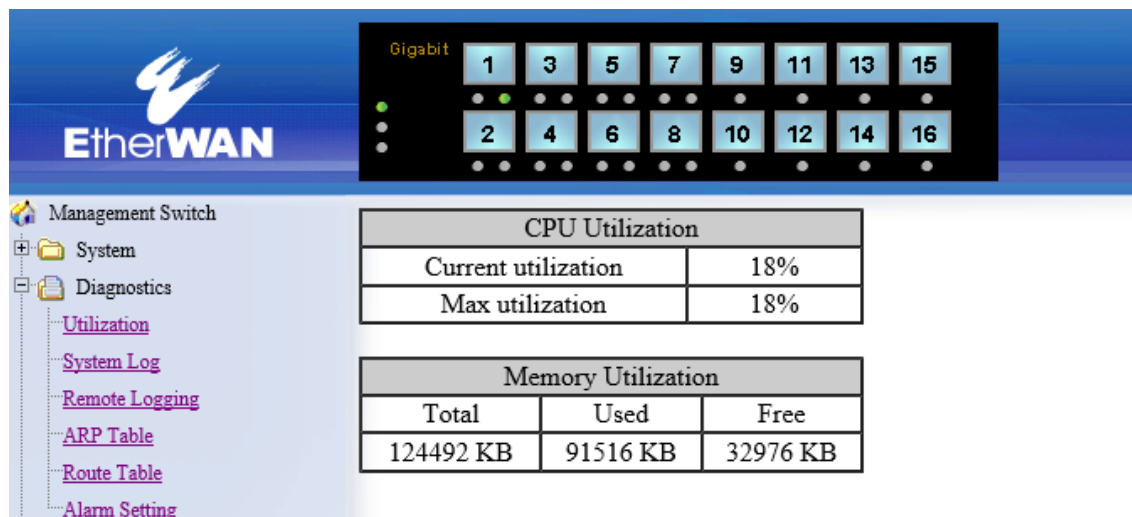 Gigabit
1 3 5 7 9 11 13 15
2 4 6 8 10 12 14 16
EtherWAN
Management Switch
System
Diagnostics
Utilization
System Log
Remote Logging
ARP Table
Route Table
Alarm Setting
CPU Utilization
Current utilization 18%
Max utilization 18%
Memory Utilization
Total Used Free
124492 KB 91516 KB 32976 KB